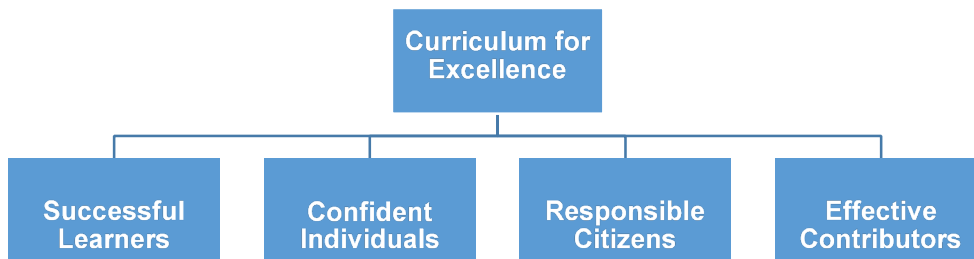 Curriculum for
Excellence
Successful
Learners
Confident
Individuals
Responsible
Citizens
Effective
Contributors